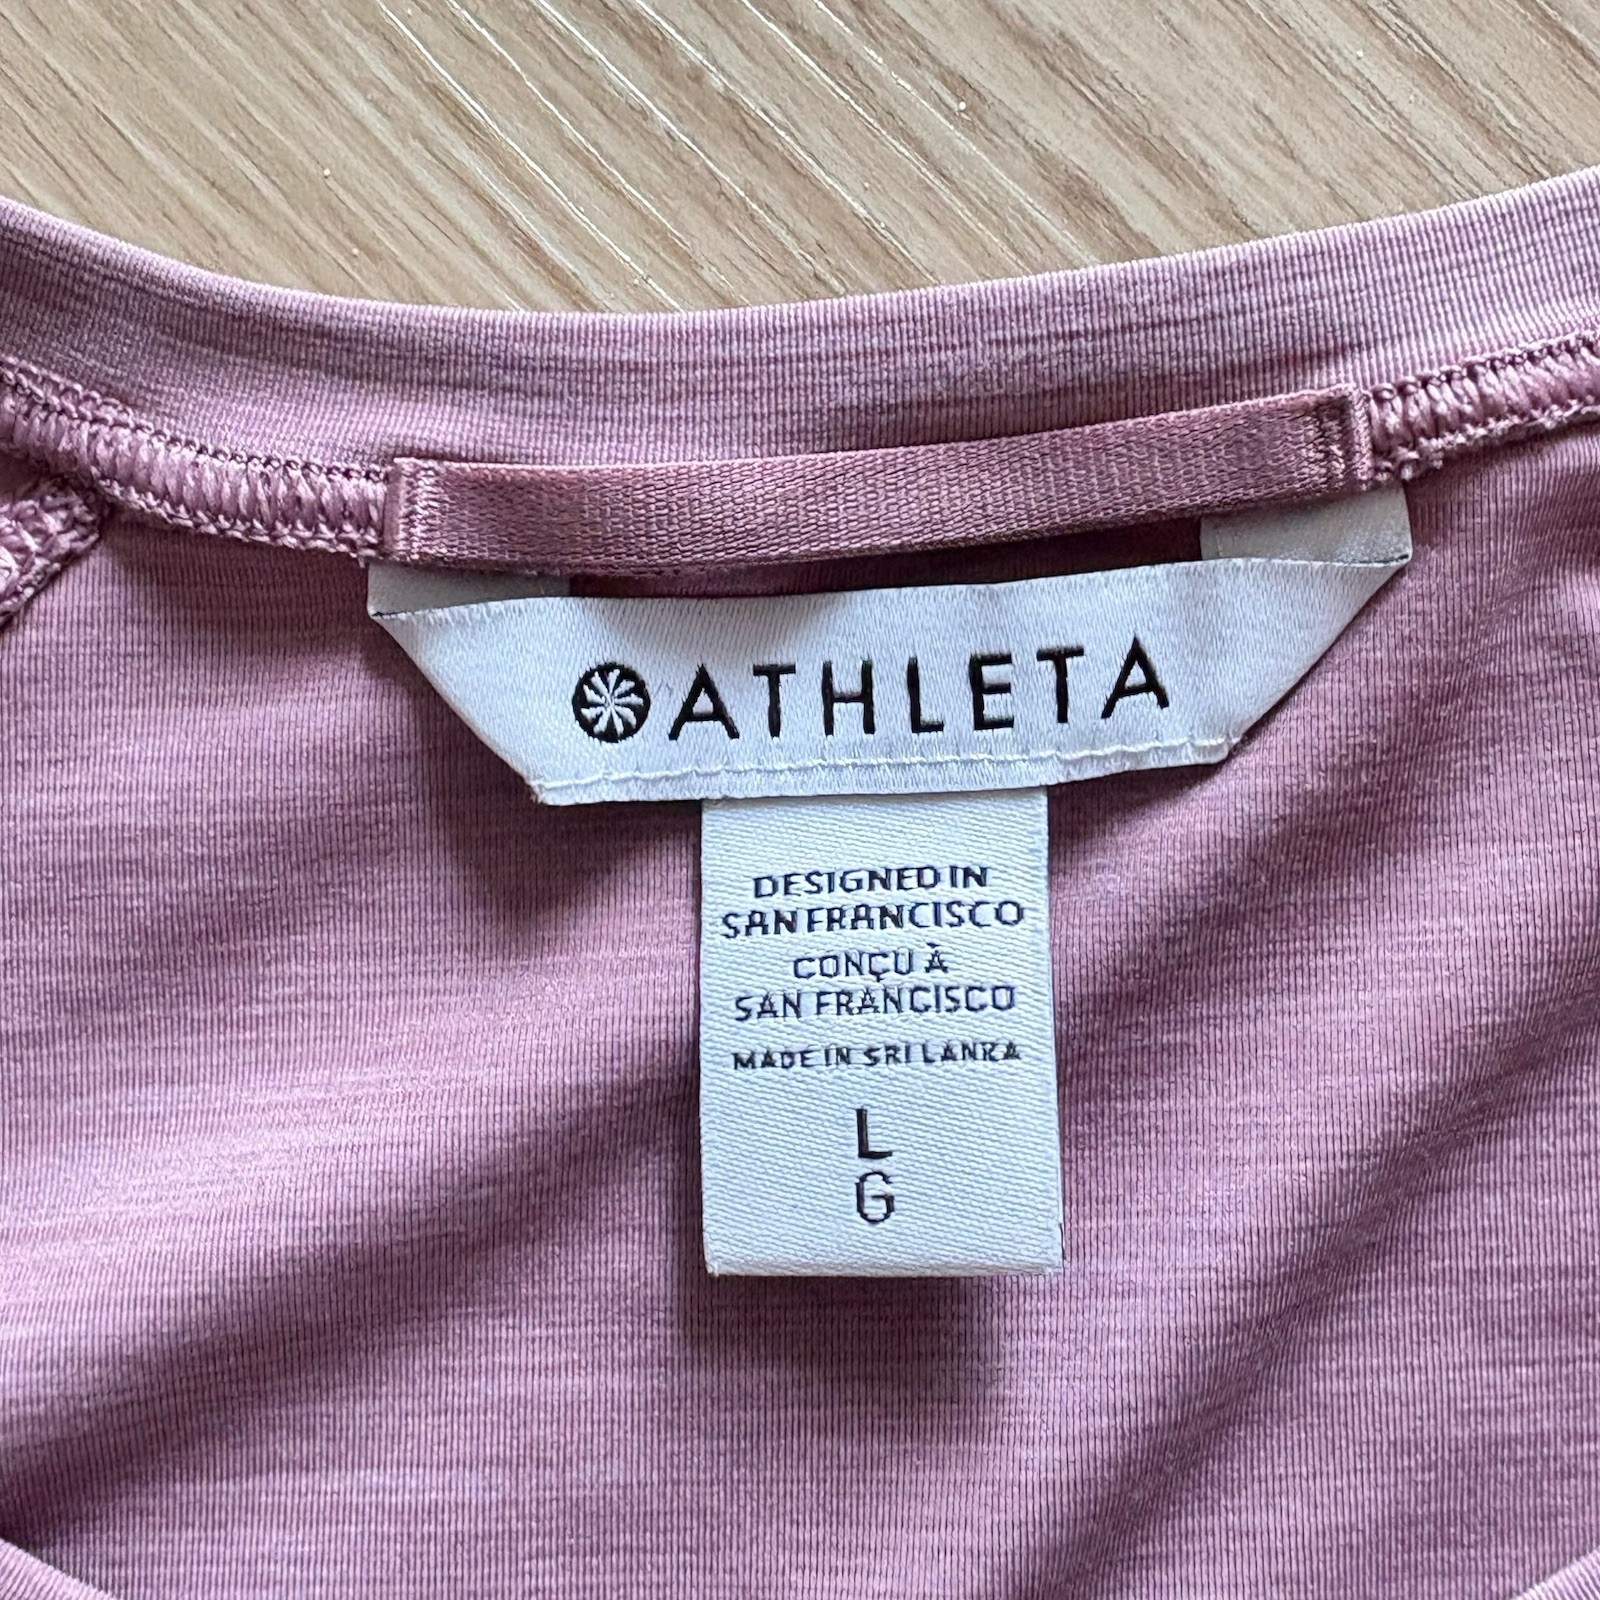 ATHLETA
DESIGNED IN
SAN FRANCISCO
CONÇU À
SAN FRANCISCO
MADE IN SRI LANKA
L
G